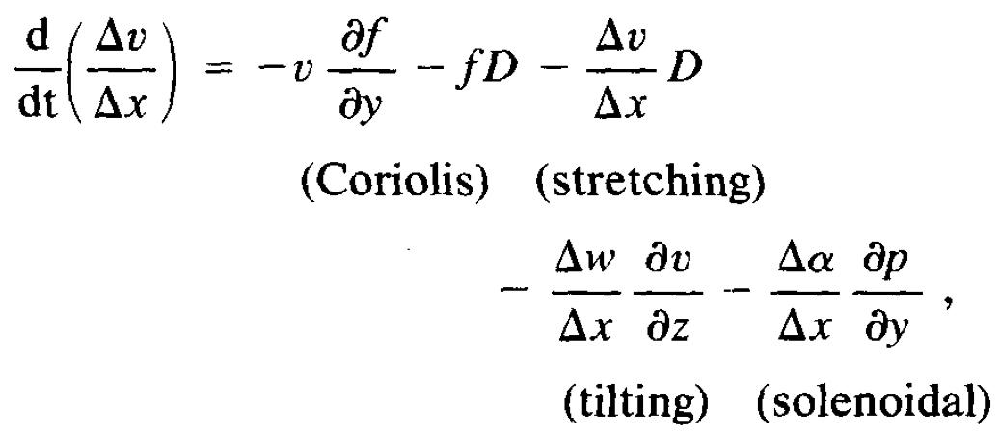 d/dt(Δv/Δx) = −v ∂f/∂y − fD − Δv/Δx D
(Coriolis) (stretching)
− Δw/Δx ∂v/∂z − Δα/Δx ∂p/∂y ,
(tilting) (solenoidal)